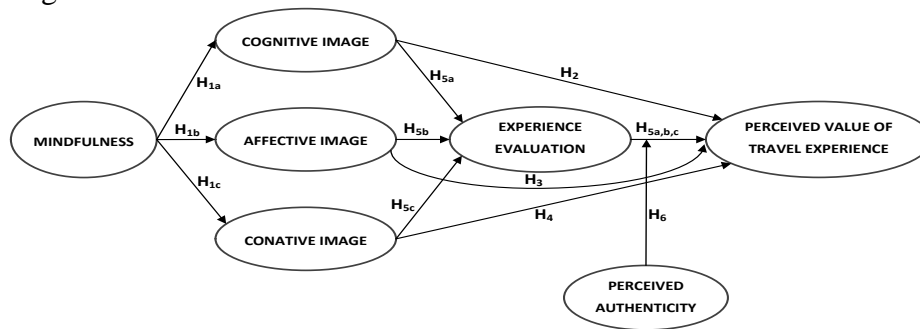 COGNITIVE IMAGE
H1a
H5a
H2
MINDFULNESS
H1b
AFFECTIVE IMAGE
H5b
EXPERIENCE
EVALUATION
H5a,b,c
PERCEIVED VALUE OF
TRAVEL EXPERIENCE
H3
H1c
H5c
H4
H6
CONATIVE IMAGE
PERCEIVED
AUTHENTICITY